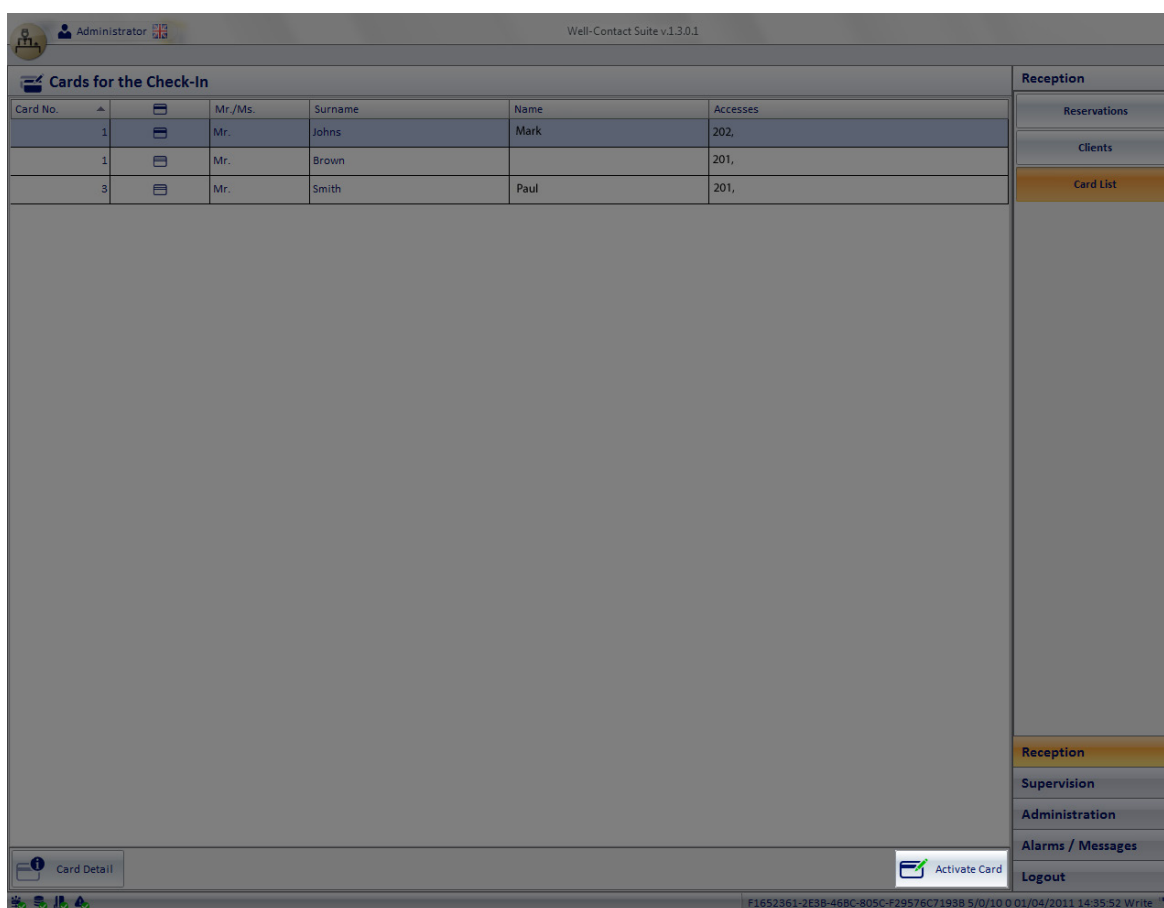 Administrator
Well-Contact Suite v.1.3.0.1
Cards for the Check-In
Reception
Card No. Mr./Ms. Surname Name Accesses
1 Mr. Johns Mark 202,
1 Mr. Brown 201,
3 Mr. Smith Paul 201,
Reservations
Clients
Card List
Reception
Supervision
Administration
Alarms / Messages
Logout
Card Detail
Activate Card
F1652361-2E3B-46BC-805C-F29576C71938 5/0/10 0 01/04/2011 14:35:52 Write